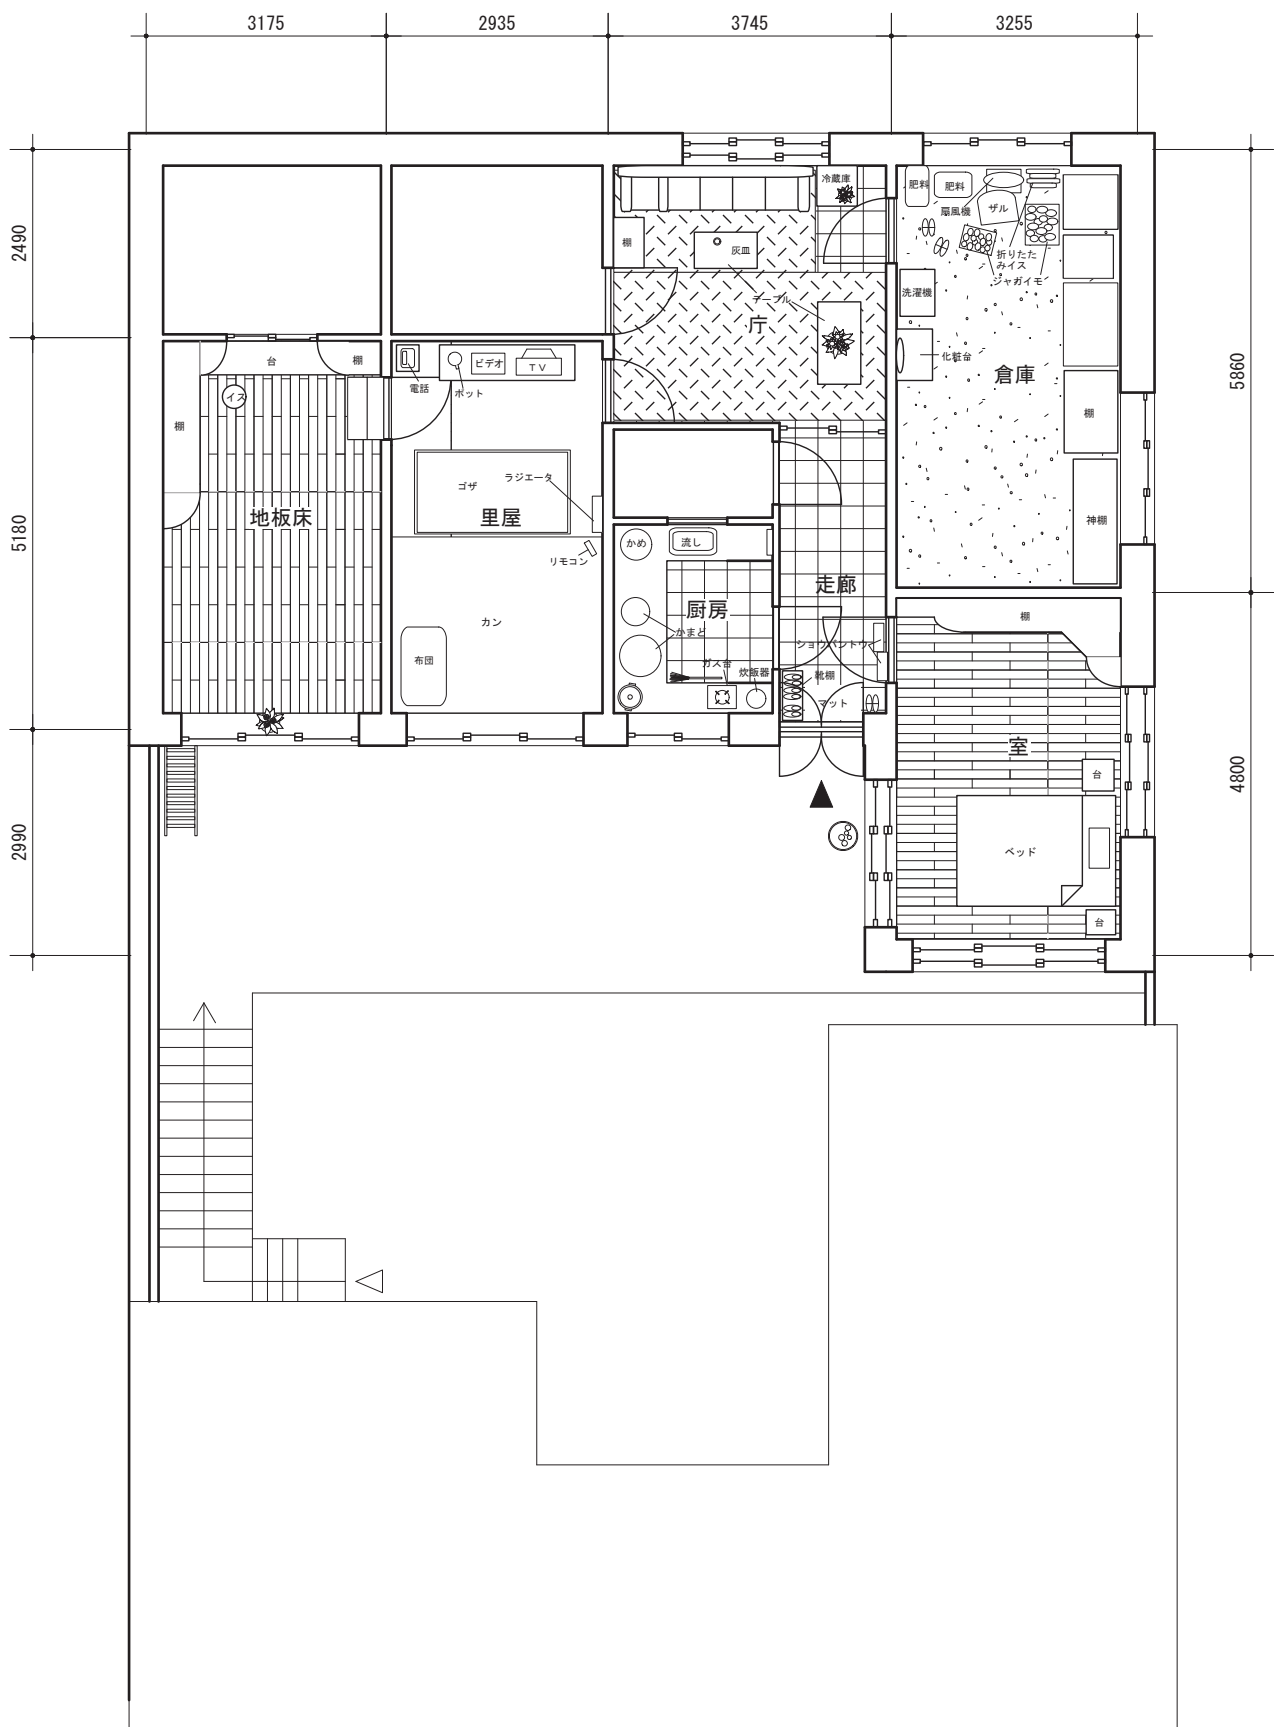 3175
2935
3745
3255
2490
5180
2990
5860
4800
冷蔵庫
肥料
肥料
扇風機
ザル
棚
灰皿
折りたた
みイス
ジャガイモ
洗濯機
テーブル
庁
化粧台
倉庫
台
棚
電話
ポット
ビデオ
TV
イス
棚
棚
地板床
ゴザ
ラジエータ
里屋
リモコン
かめ
流し
神棚
走廊
厨房
カン
かまど
ショウバントウ
棚
布団
ガス台
炊飯器
靴棚
マット
室
台
ベッド
台